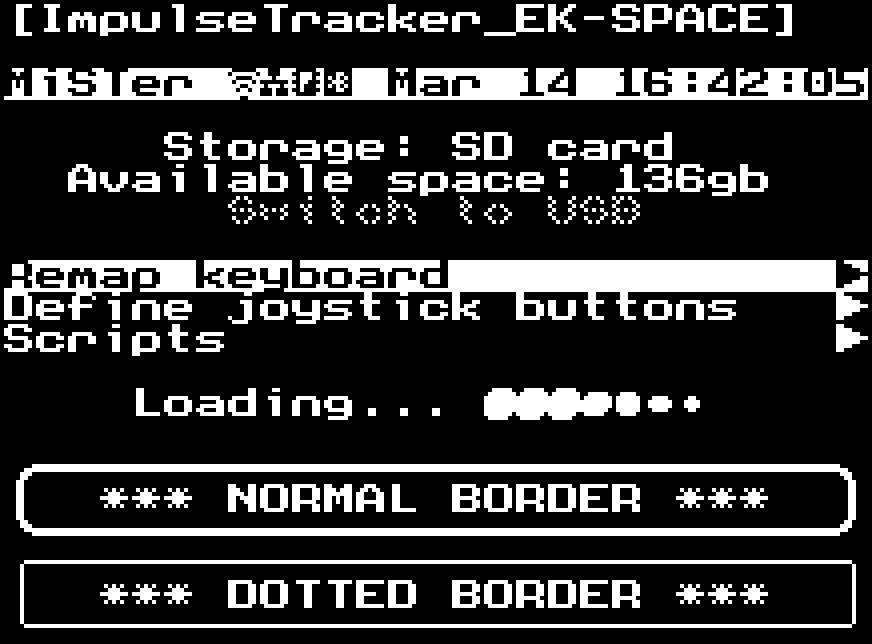 [ImpulseTracker_EK-SPACE]
MiSTer Mar 14 16:42:05
Storage: SD card
Available space: 136gb
Switch to USB
Remap keyboard
Define joystick buttons
Scripts
Loading...
*** NORMAL BORDER ***
*** DOTTED BORDER ***